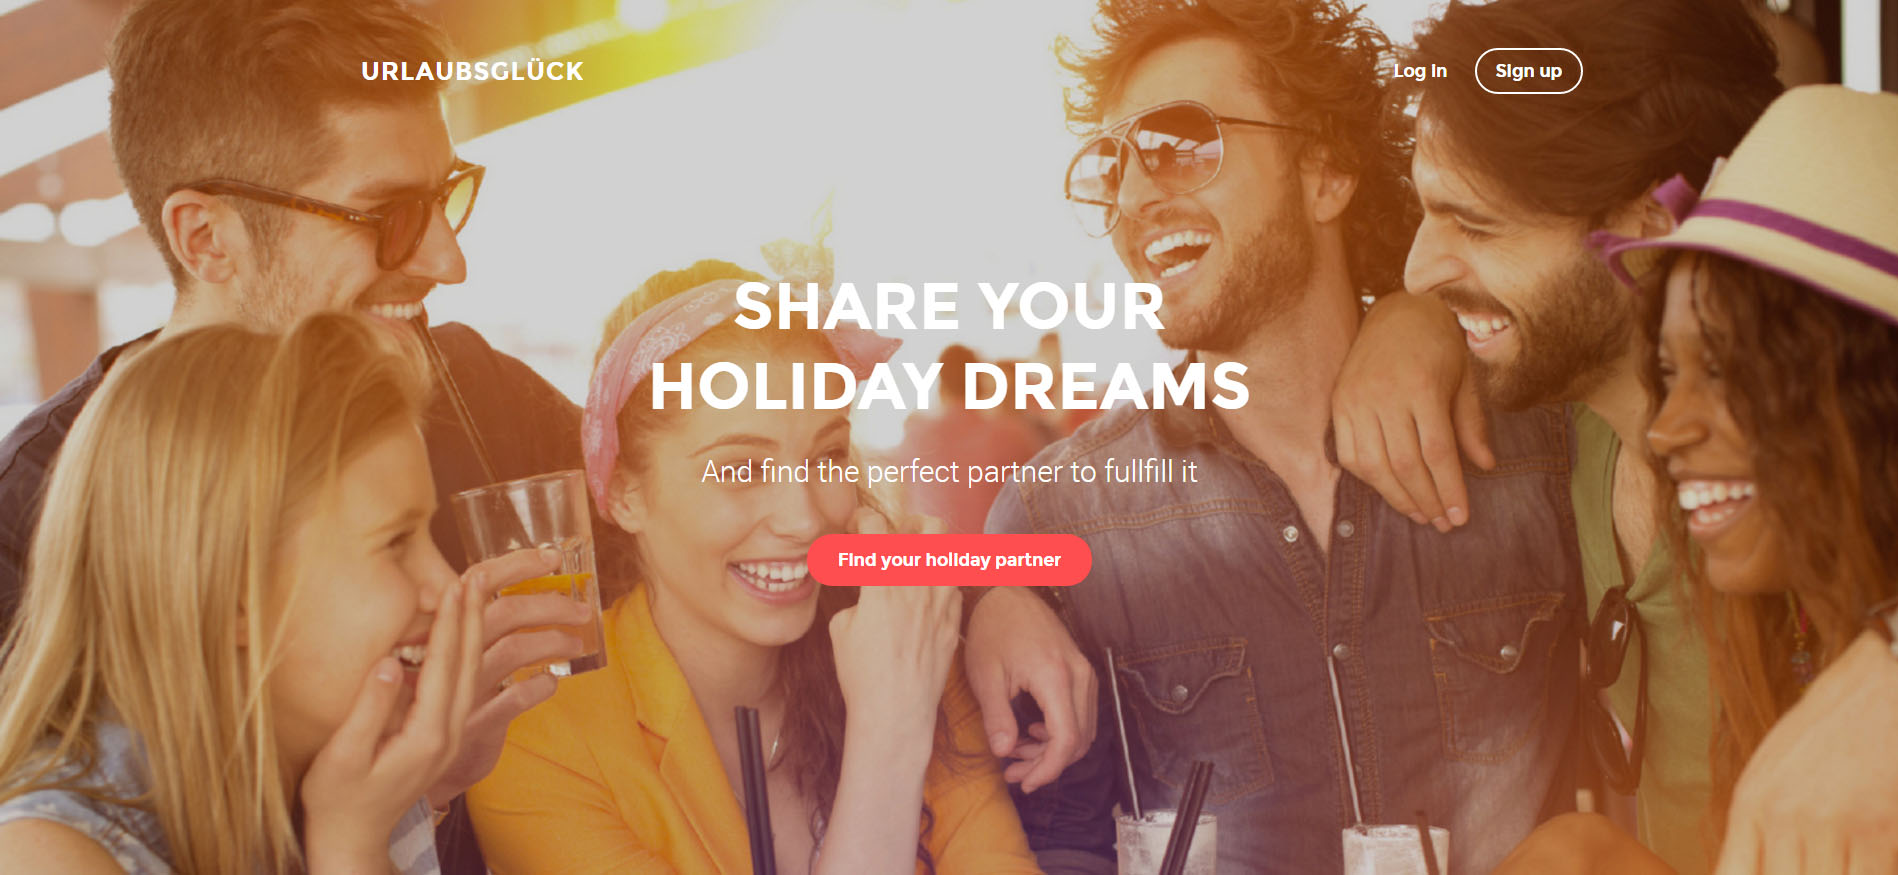 URLAUBSGLÜCK
Log in
Sign up
SHARE YOUR
HOLIDAY DREAMS
And find the perfect partner to fullfill it
Find your holiday partner